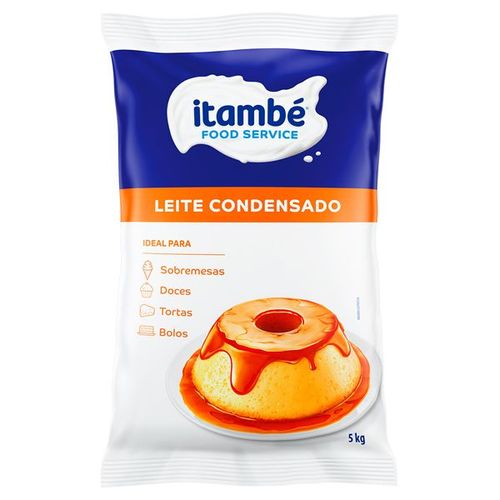 itambé
FOOD SERVICE
LEITE CONDENSADO
IDEAL PARA
Sobremesas
Doces
Tortas
Bolos
5 kg